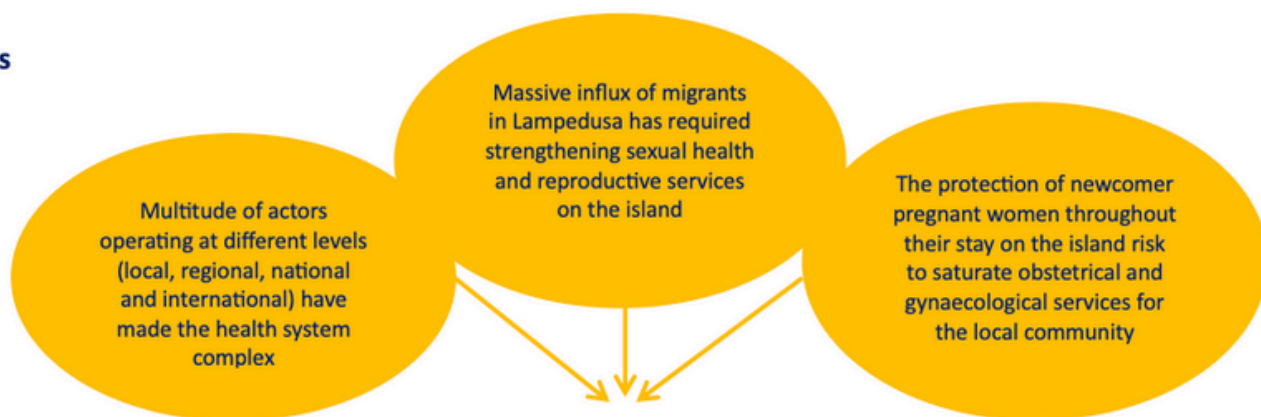 s
Massive influx of migrants
in Lampedusa has required
strengthening sexual health
and reproductive services
on the island
Multitude of actors
operating at different levels
(local, regional, national
and international) have
made the health system
complex
The protection of newcomer
pregnant women throughout
their stay on the island risk
to saturate obstetrical and
gynaecological services for
the local community